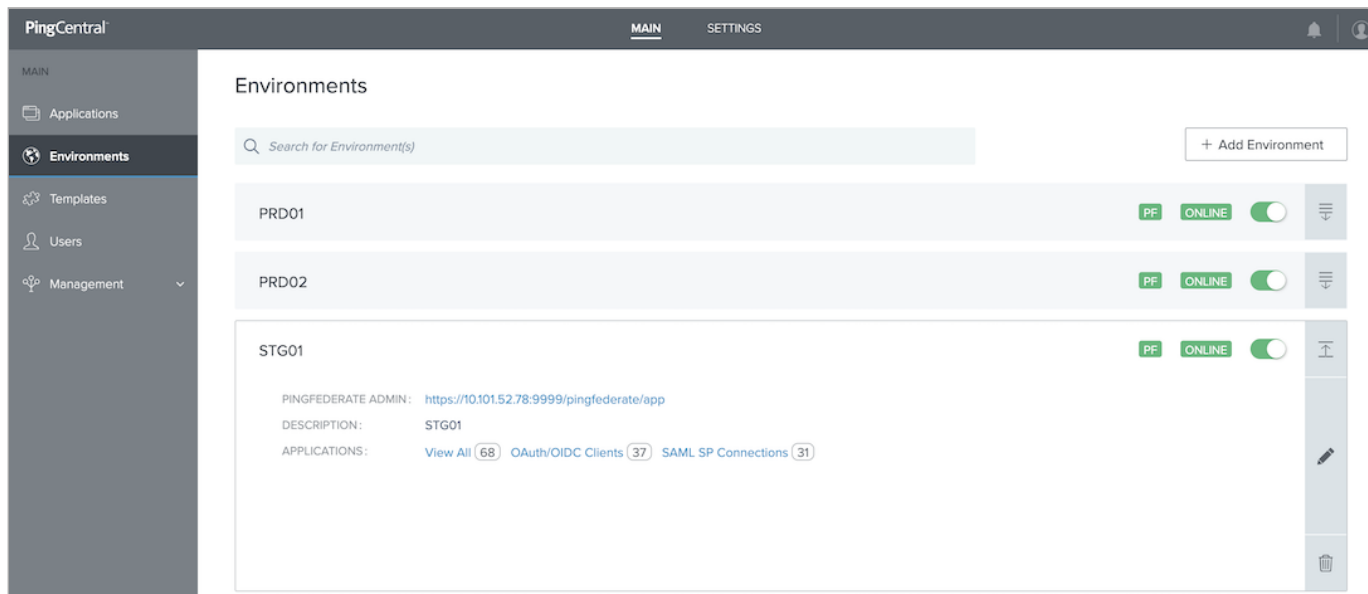 PingCentral
MAIN SETTINGS
MAIN
Applications
Environments
Templates
Users
Management
Environments
Search for Environment(s)
+ Add Environment
PRD01 PF ONLINE
PRD02 PF ONLINE
STG01 PF ONLINE
PINGFEDERATE ADMIN: https://10.101.52.78:9999/pingfederate/app
DESCRIPTION: STG01
APPLICATIONS: View All 68 OAuth/OIDC Clients 37 SAML SP Connections 31